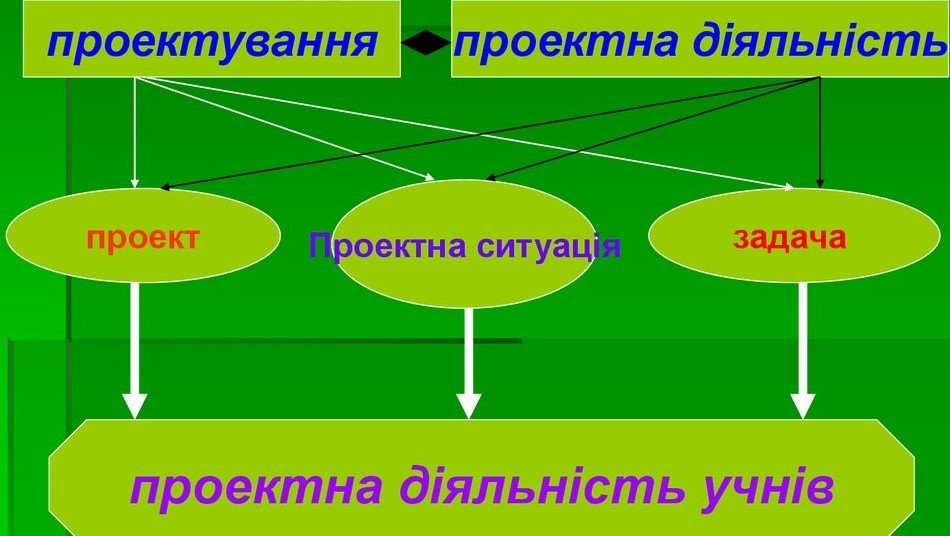 проектування
проектна діяльність
проект
Проектна ситуація
задача
проектна діяльність учнів